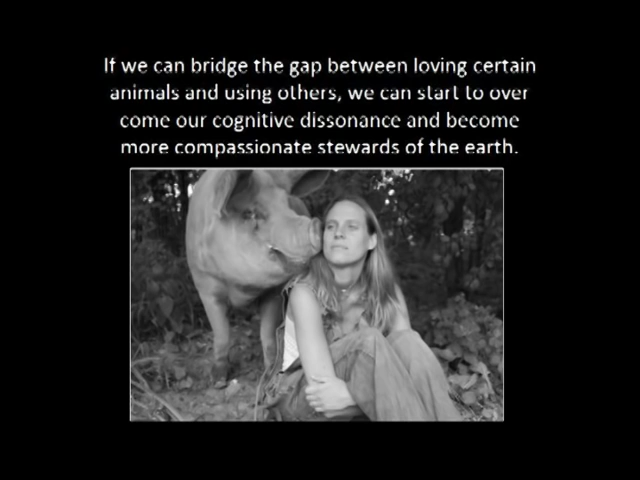 If we can bridge the gap between loving certain
animals and using others, we can start to over
come our cognitive dissonance and become
more compassionate stewards of the earth.